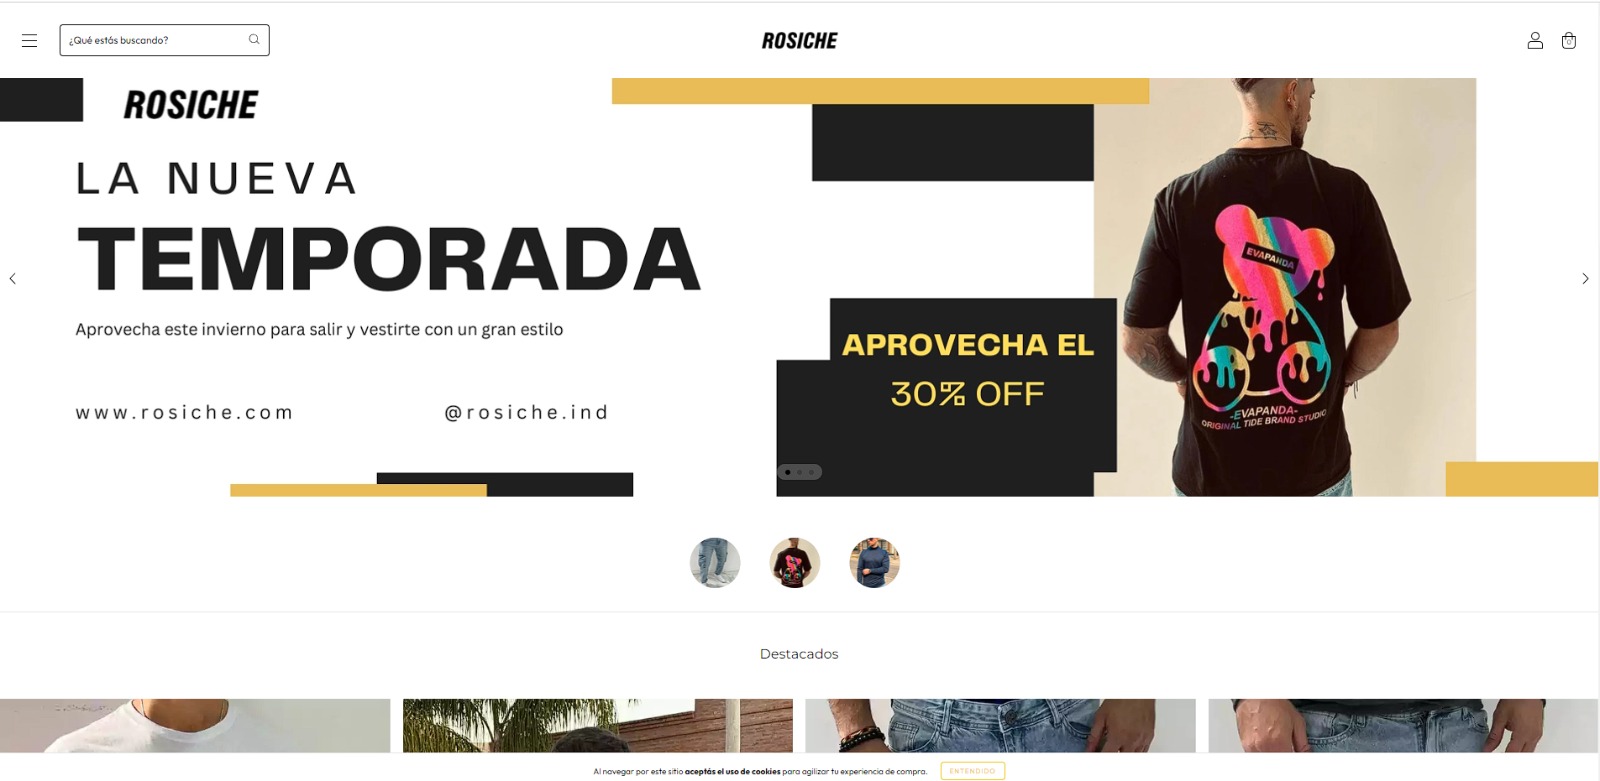 ¿Qué estás buscando?
ROSICHE
0
ROSICHE
LA NUEVA
TEMPORADA
Aprovecha este invierno para salir y vestirte con un gran estilo
www.rosiche.com
@rosiche.ind
APROVECHA EL
30% OFF
EVAPANDA
-EVAPANDA-
ORIGINAL TIDE BRAND STUDIO
Destacados
Al navegar por este sitio aceptás el uso de cookies para agilizar tu experiencia de compra.
ENTENDIDO